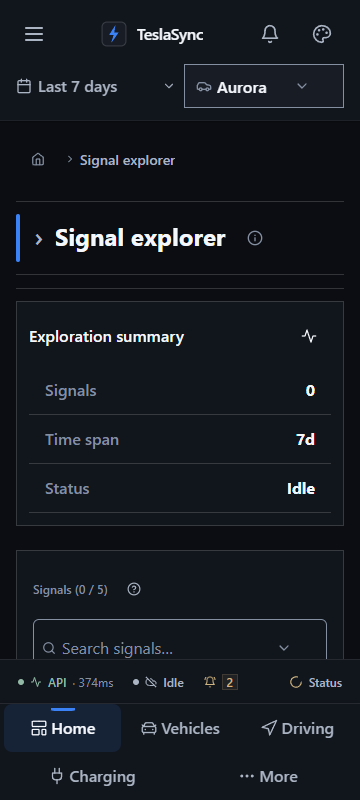 TeslaSync
Last 7 days
Aurora
Signal explorer
Signal explorer
Exploration summary
Signals 0
Time span 7d
Status Idle
Signals (0 / 5)
Search signals...
API · 374ms Idle 2 Status
Home Vehicles Driving
Charging More